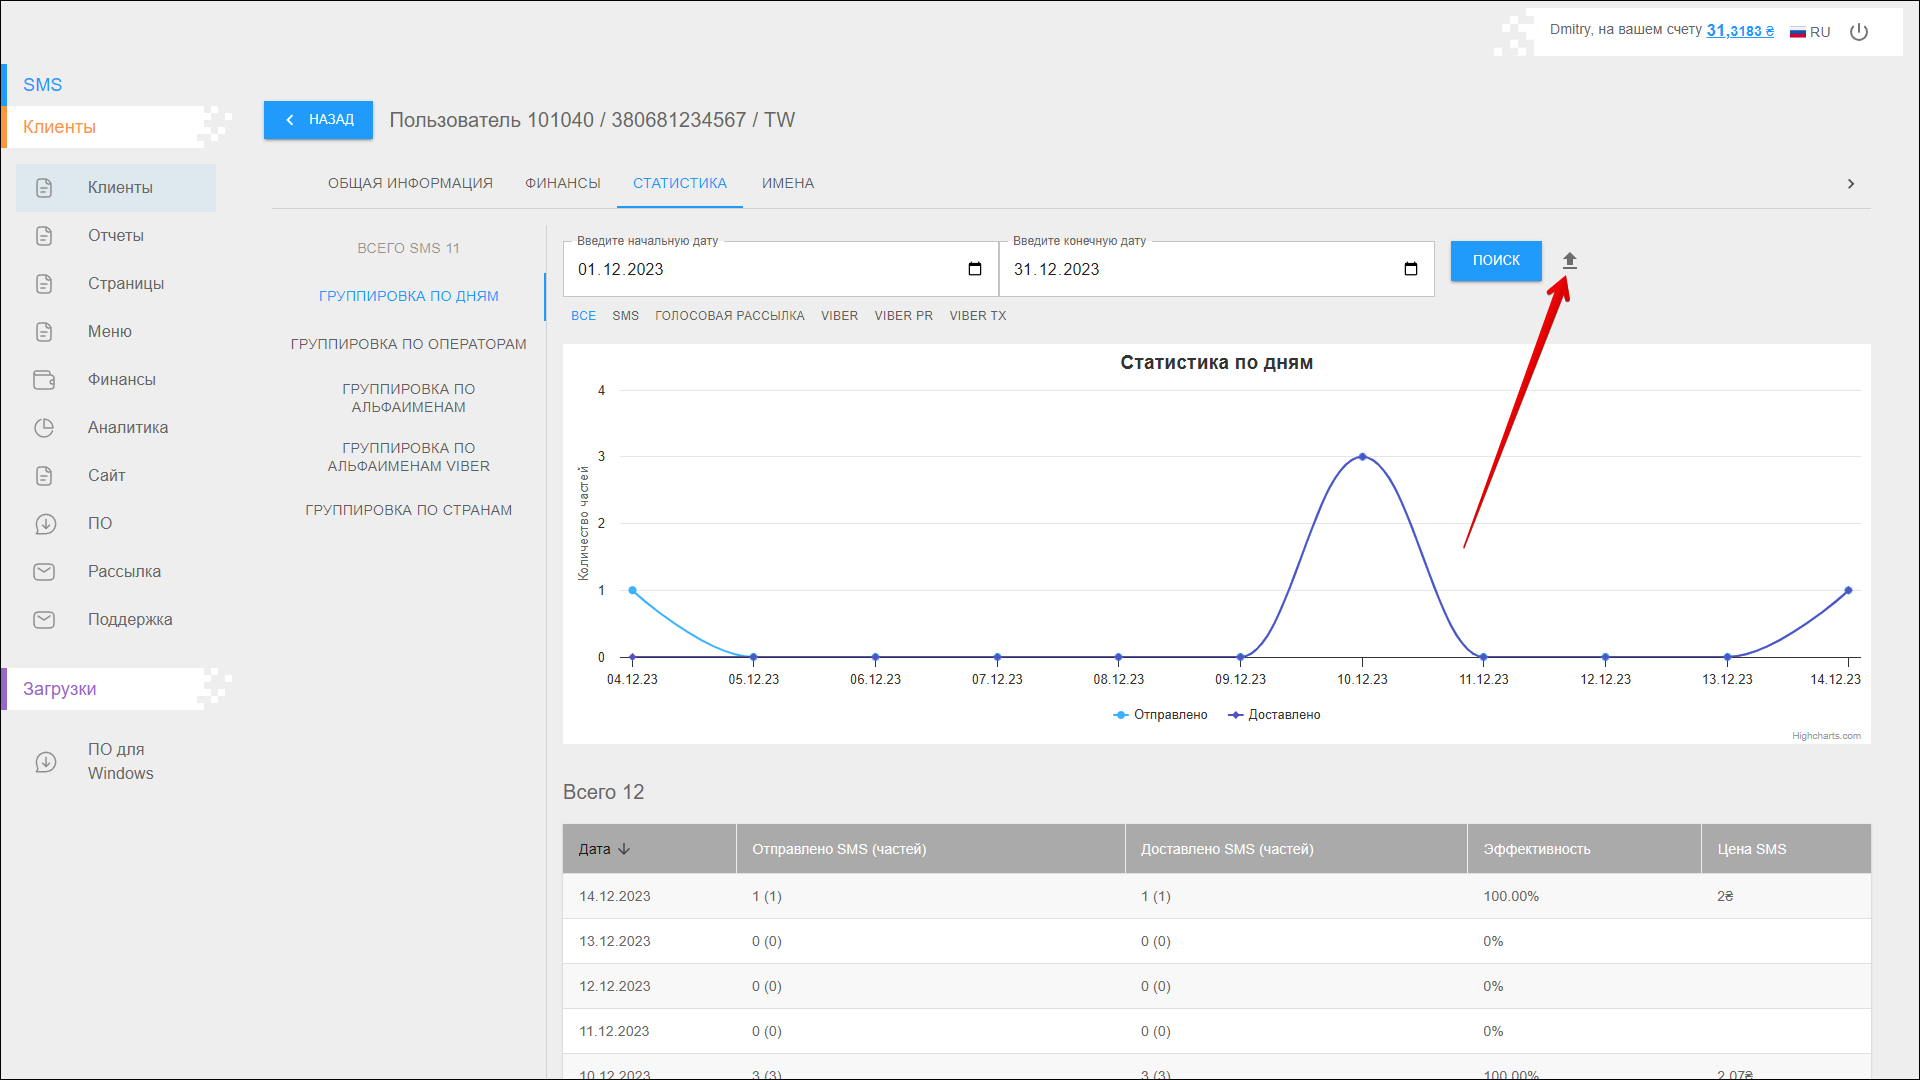 Dmitry, на вашем счету 31,3183 ₴ RU
SMS
Клиенты
Клиенты
Отчеты
Страницы
Меню
Финансы
Аналитика
Сайт
ПО
Рассылка
Поддержка
Загрузки
ПО для
Windows
НАЗАД Пользователь 101040 / 380681234567 / TW
ОБЩАЯ ИНФОРМАЦИЯ ФИНАНСЫ СТАТИСТИКА ИМЕНА
ВСЕГО SMS 11
ГРУППИРОВКА ПО ДНЯМ
ГРУППИРОВКА ПО ОПЕРАТОРАМ
ГРУППИРОВКА ПО
АЛЬФАИМЕНАМ
ГРУППИРОВКА ПО
АЛЬФАИМЕНАМ VIBER
ГРУППИРОВКА ПО СТРАНАМ
Введите начальную дату Введите конечную дату
01.12.2023 31.12.2023 ПОИСК
ВСЕ SMS ГОЛОСОВАЯ РАССЫЛКА VIBER VIBER PR VIBER TX
Статистика по дням
Количество частей
4
3
2
1
0
04.12.23 05.12.23 06.12.23 07.12.23 08.12.23 09.12.23 10.12.23 11.12.23 12.12.23 13.12.23 14.12.23
Отправлено Доставлено
Highcharts.com
Всего 12
Дата Отправлено SMS (частей) Доставлено SMS (частей) Эффективность Цена SMS
14.12.2023 1 (1) 1 (1) 100.00% 2₴
13.12.2023 0 (0) 0 (0) 0%
12.12.2023 0 (0) 0 (0) 0%
11.12.2023 0 (0) 0 (0) 0%
10.12.2023 3 (3) 3 (3) 100.00% 2.07₴